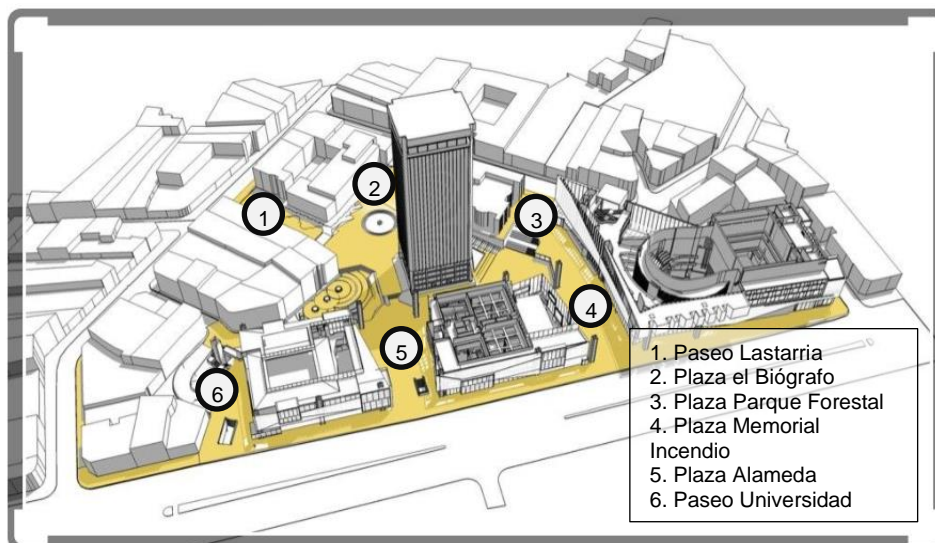 1
2
3
4
5
6
1. Paseo Lastarria
2. Plaza el Biógrafo
3. Plaza Parque Forestal
4. Plaza Memorial
Incendio
5. Plaza Alameda
6. Paseo Universidad